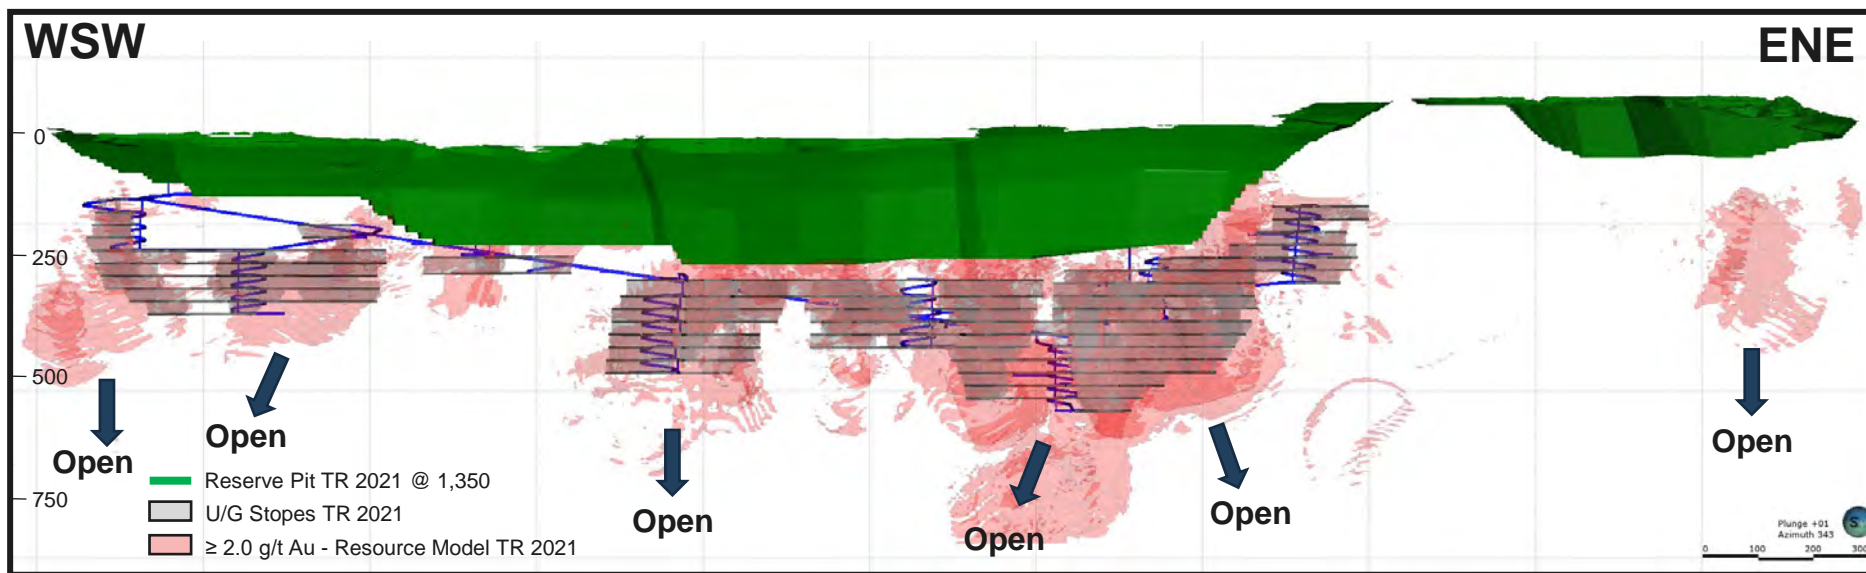 WSW
ENE
0
250
500
750
Open
Open
Open
Open
Open
Open
Reserve Pit TR 2021 @ 1,350
U/G Stopes TR 2021
≥ 2.0 g/t Au - Resource Model TR 2021
Plunge +01
Azimuth 343
S
0 100 200 300